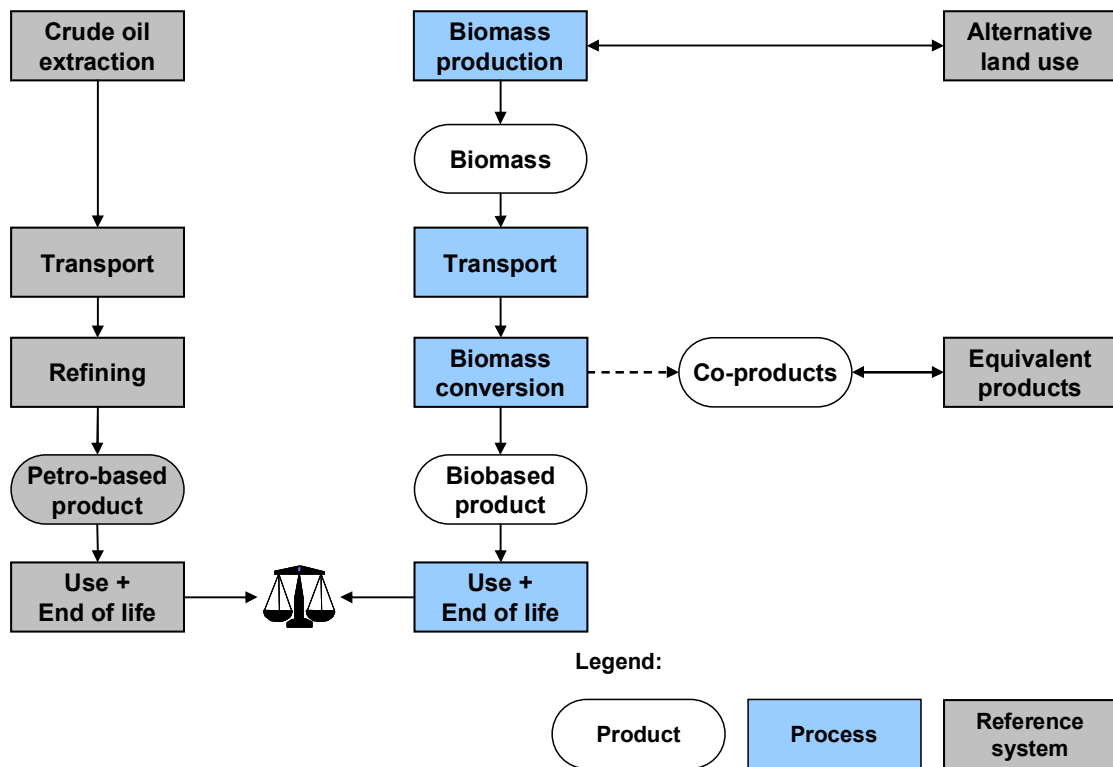 Crude oil
extraction
Biomass
production
Alternative
land use
Biomass
Transport
Transport
Refining
Biomass
conversion
Co-products
Equivalent
products
Petro-based
product
Biobased
product
Use +
End of life
Use +
End of life
Legend:
Product
Process
Reference
system